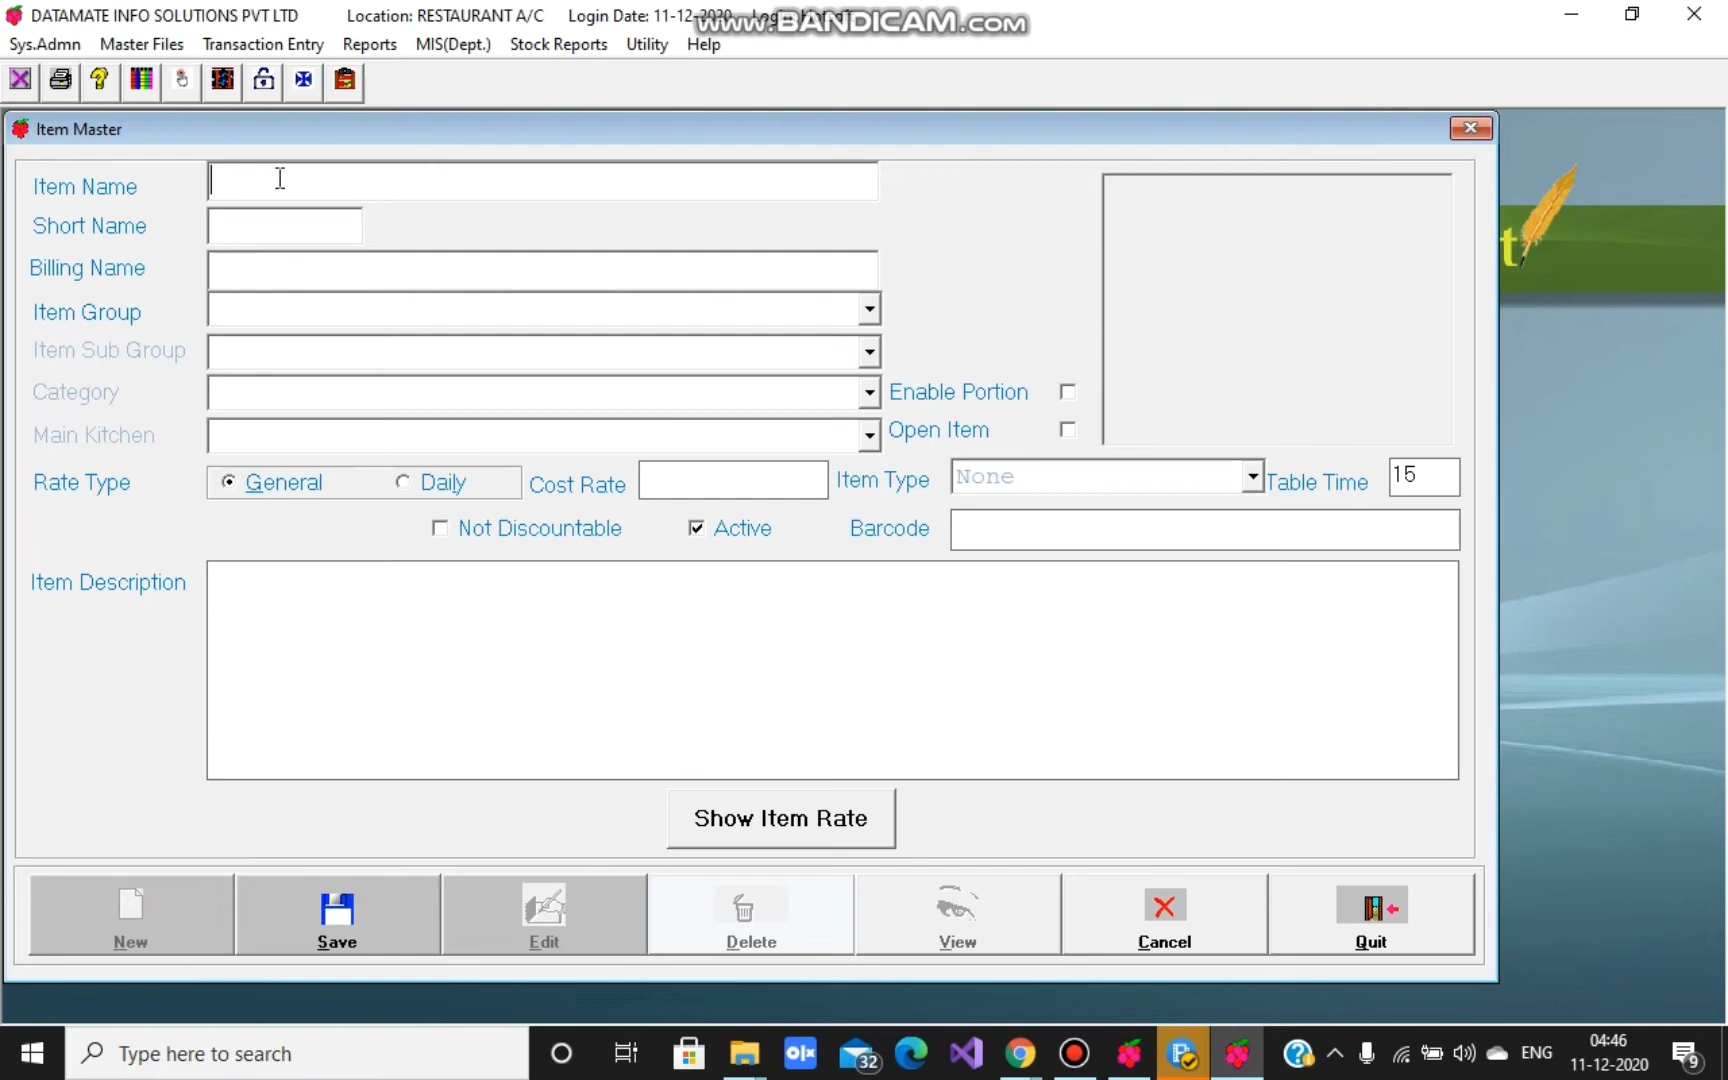 DATAMATE INFO SOLUTIONS PVT LTD Location: RESTAURANT A/C Login Date: 11-12-2020
www.BANDICAM.com
Sys.Admn Master Files Transaction Entry Reports MIS(Dept.) Stock Reports Utility Help
Item Master
Item Name
Short Name
Billing Name
Item Group
Item Sub Group
Category
Enable Portion
Main Kitchen
Open Item
Rate Type General Daily Cost Rate Item Type None Table Time 15
Not Discountable Active Barcode
Item Description
Show Item Rate
New Save Edit Delete View Cancel Quit
t
Type here to search
olx
32
ENG
04:46
11-12-2020
9